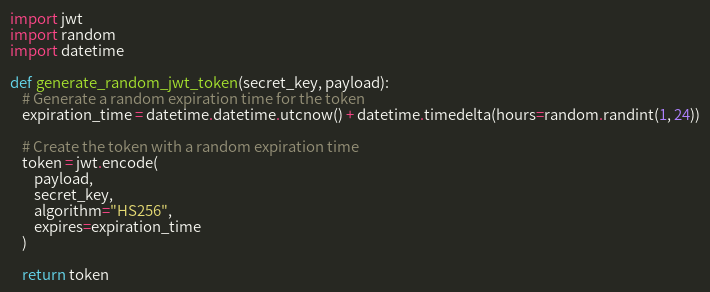 import jwt
import random
import datetime

def generate_random_jwt_token(secret_key, payload):
    # Generate a random expiration time for the token
    expiration_time = datetime.datetime.utcnow() + datetime.timedelta(hours=random.randint(1, 24))

    # Create the token with a random expiration time
    token = jwt.encode(
        payload,
        secret_key,
        algorithm="HS256",
        expires=expiration_time
    )

    return token